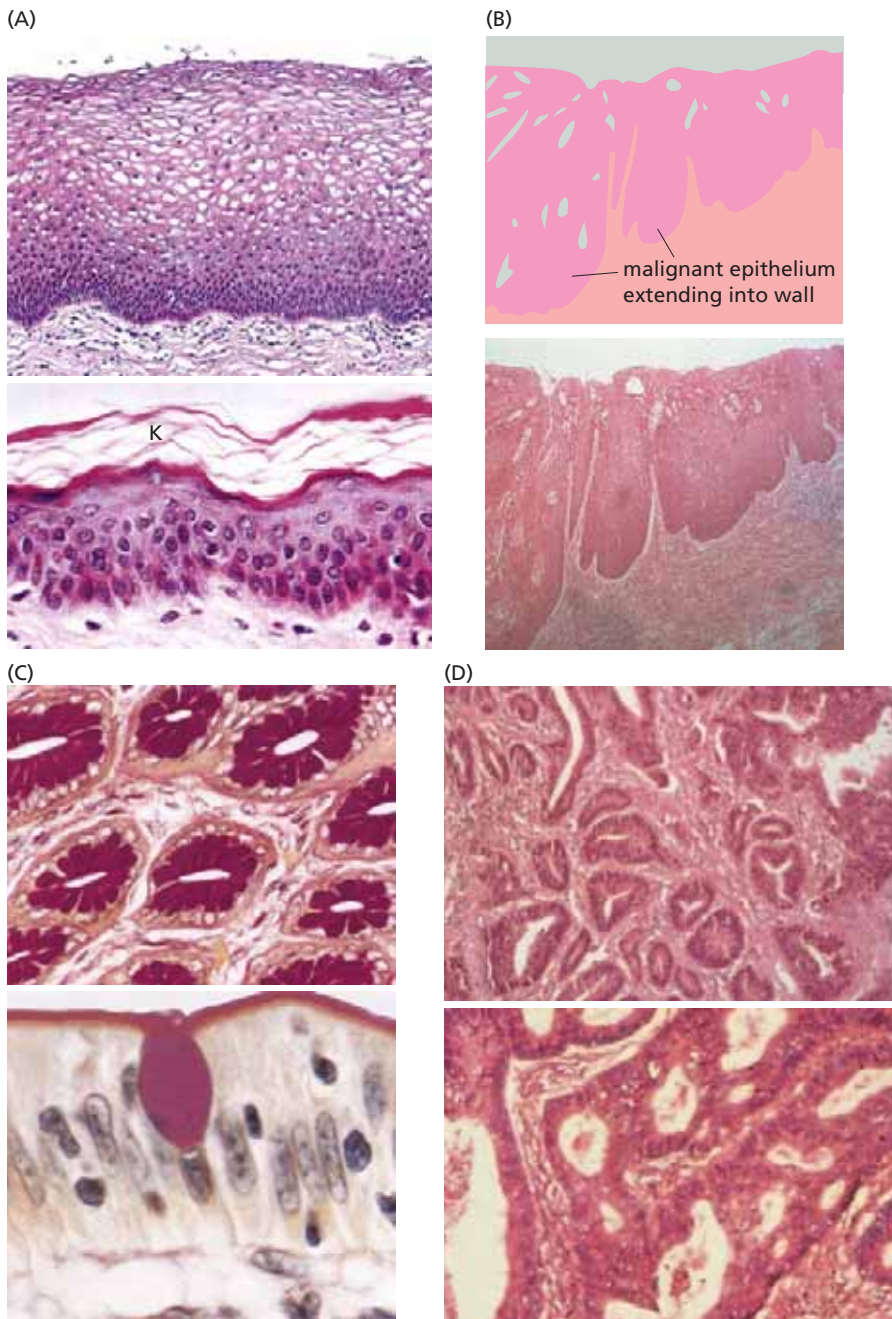 (A)
(B)
malignant epithelium
extending into wall
K
(C)
(D)